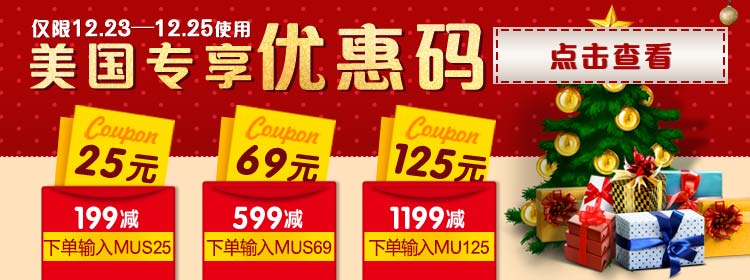 仅限12.23—12.25使用
美国专享优惠码
点击查看
Coupon
25元
199减
下单输入MUS25
Coupon
69元
599减
下单输入MUS69
Coupon
125元
1199减
下单输入MU125